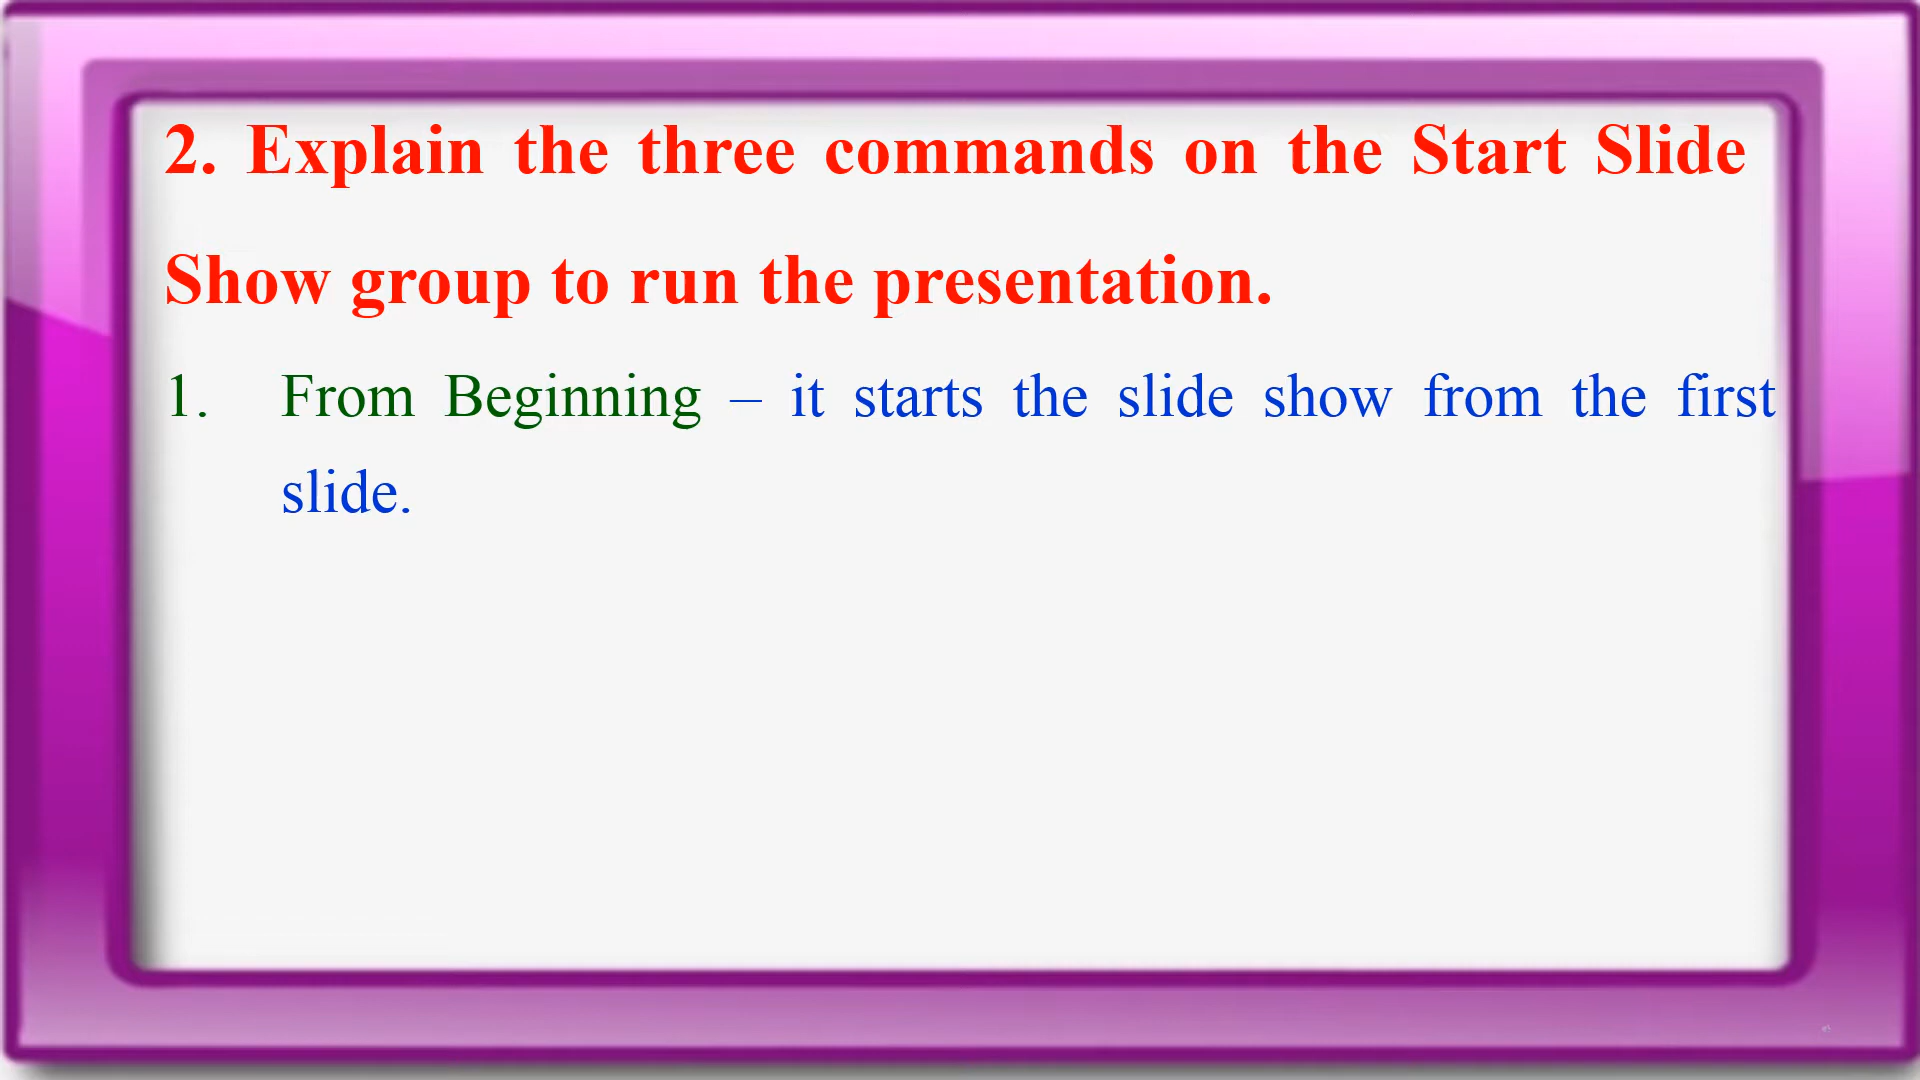 2. Explain the three commands on the Start Slide
Show group to run the presentation.
1. From Beginning – it starts the slide show from the first
slide.